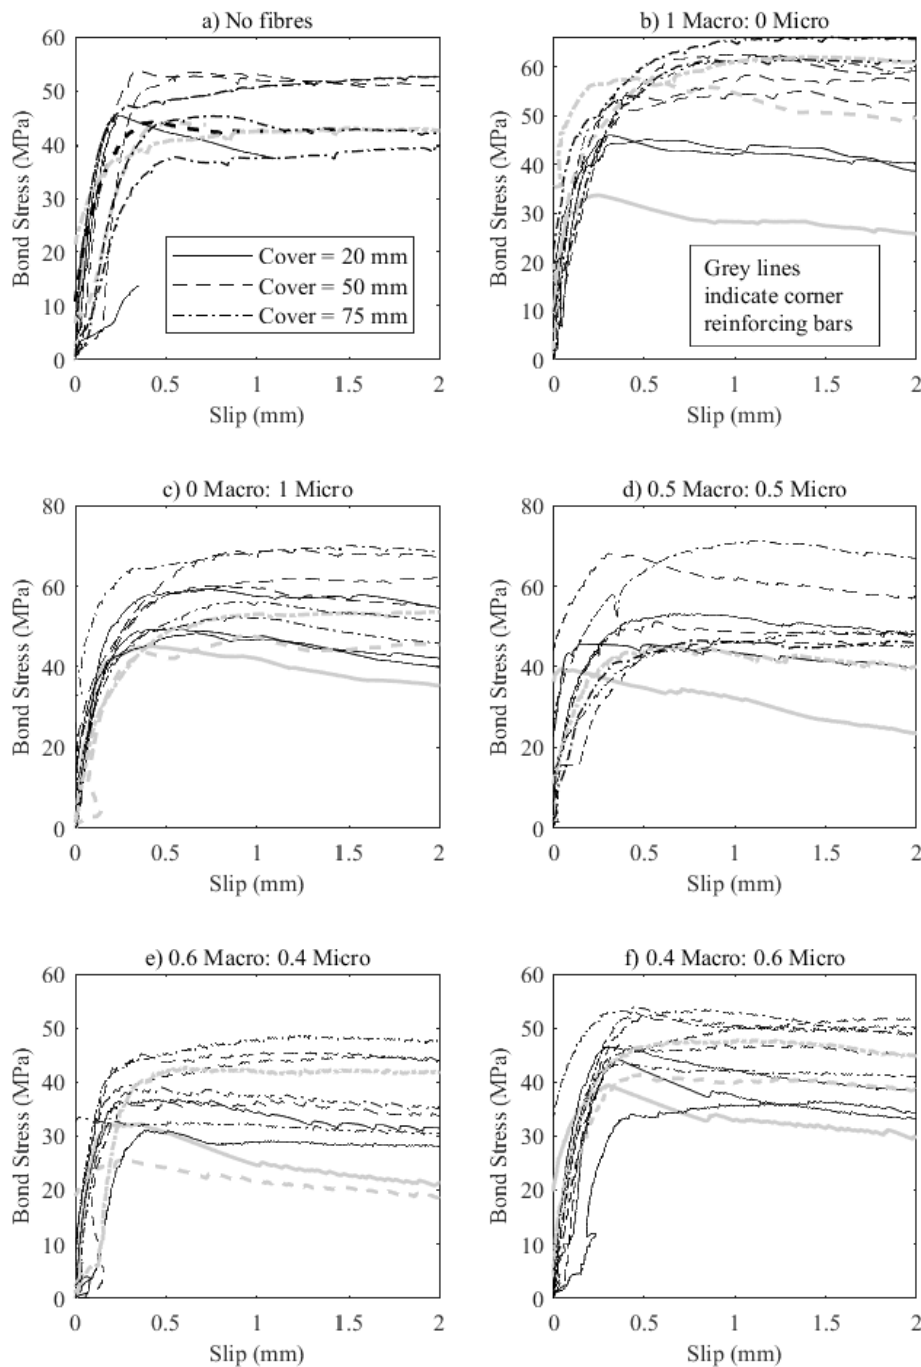 a) No fibres
60
50
40
30
20
10
0
Bond Stress (MPa)
Cover = 20 mm
Cover = 50 mm
Cover = 75 mm
0 0.5 1 1.5 2
Slip (mm)
b) 1 Macro: 0 Micro
60
50
40
30
20
10
0
Bond Stress (MPa)
Grey lines
indicate corner
reinforcing bars
0 0.5 1 1.5 2
Slip (mm)
c) 0 Macro: 1 Micro
80
60
40
20
0
Bond Stress (MPa)
0 0.5 1 1.5 2
Slip (mm)
d) 0.5 Macro: 0.5 Micro
80
60
40
20
0
Bond Stress (MPa)
0 0.5 1 1.5 2
Slip (mm)
e) 0.6 Macro: 0.4 Micro
60
50
40
30
20
10
0
Bond Stress (MPa)
0 0.5 1 1.5 2
Slip (mm)
f) 0.4 Macro: 0.6 Micro
60
50
40
30
20
10
0
Bond Stress (MPa)
0 0.5 1 1.5 2
Slip (mm)